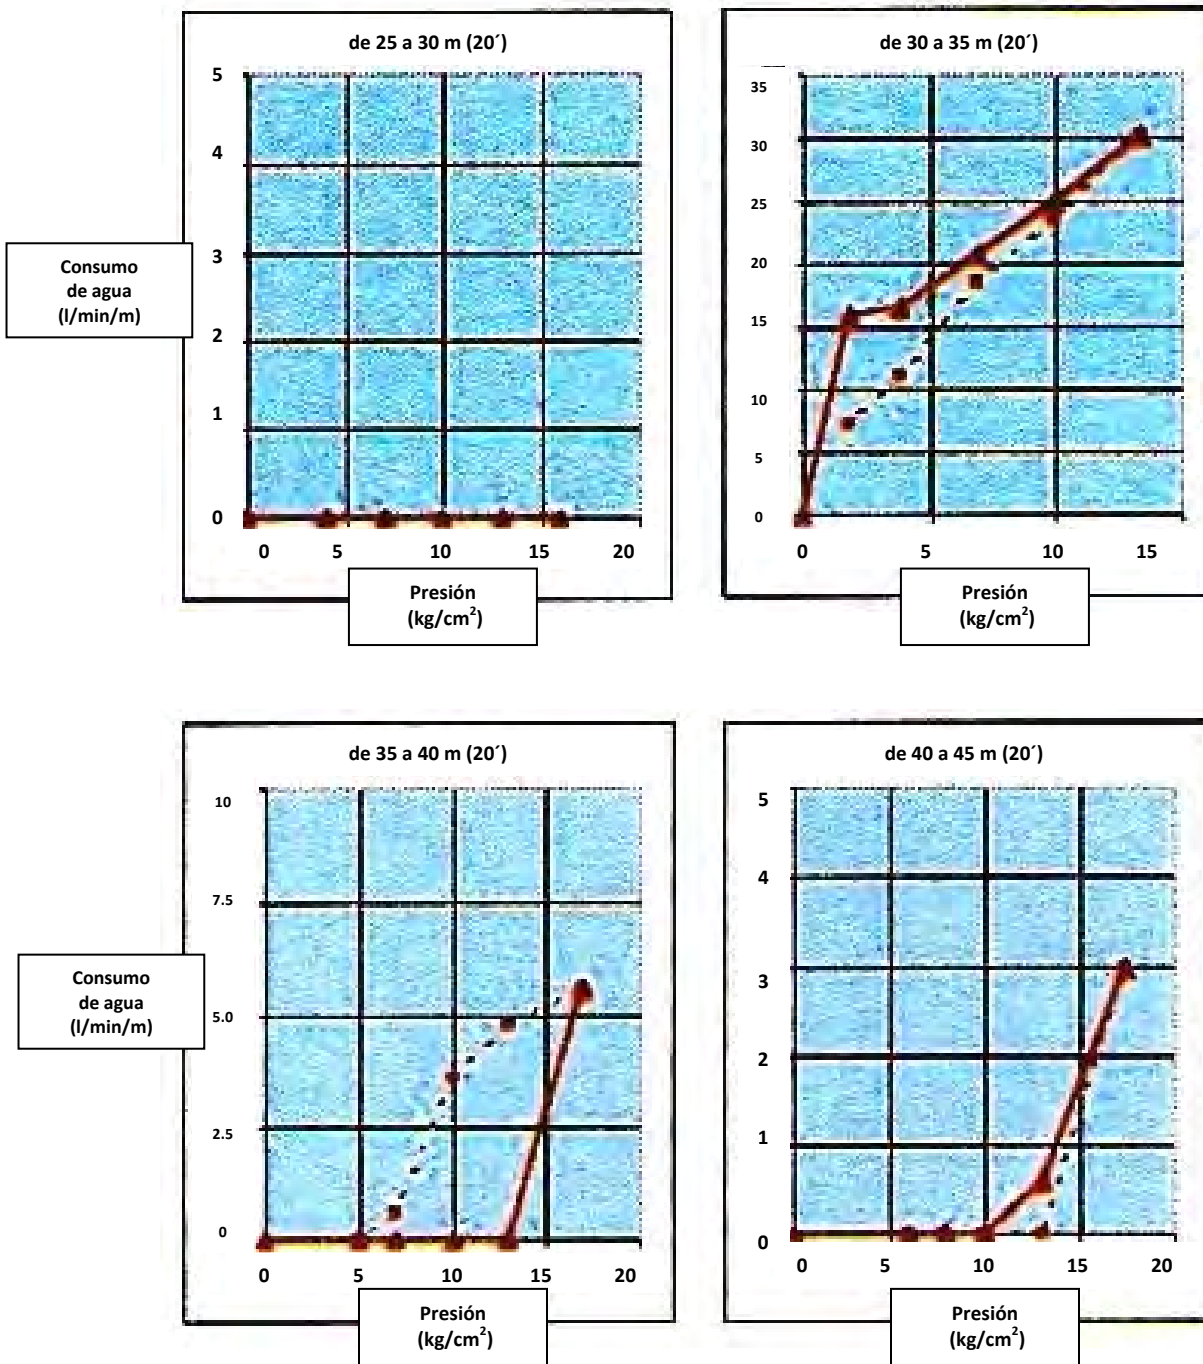 de 25 a 30 m (20´)
5
4
3
2
1
0
0 5 10 15 20
Consumo
de agua
(l/min/m)
Presión
(kg/cm²)
de 30 a 35 m (20´)
35
30
25
20
15
10
5
0
0 5 10 15
Presión
(kg/cm²)
de 35 a 40 m (20´)
10
7.5
5.0
2.5
0
0 5 10 15 20
Consumo
de agua
(l/min/m)
Presión
(kg/cm²)
de 40 a 45 m (20´)
5
4
3
2
1
0
0 5 10 15 20
Presión
(kg/cm²)